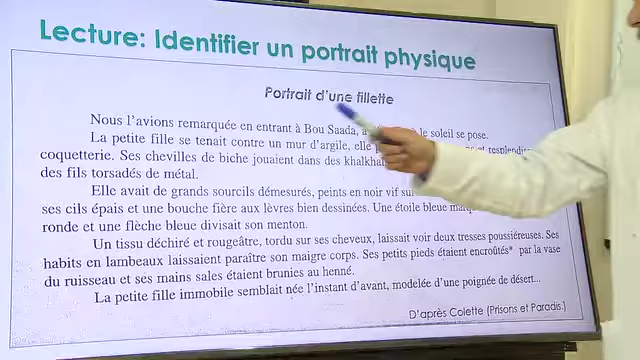 Lecture: Identifier un portrait physique
Portrait d'une fillette
Nous l'avions remarquée en entrant à Bou Saada, le soleil se pose.
La petite fille se tenait contre un mur d'argile, elle et
coquetterie. Ses chevilles de biche jouaient dans des
des fils torsadés de métal.
Elle avait de grands sourcils démesurés, peints en noir vif
ses cils épais et une bouche fière aux lèvres bien dessinées. Une étoile bleue
ronde et une flèche bleue divisait son menton.
Un tissu déchiré et rougeâtre, tordu sur ses cheveux, laissait voir deux tresses poussiéreuses. Ses
habits en lambeaux laissaient paraître son maigre corps. Ses petits pieds étaient encroûtés* par la vase
du ruisseau et ses mains sales étaient brunies au henné.
La petite fille immobile semblait née l'instant d'avant, modelée d'une poignée de désert...
D'après Colette (Prisons et Paradis.)